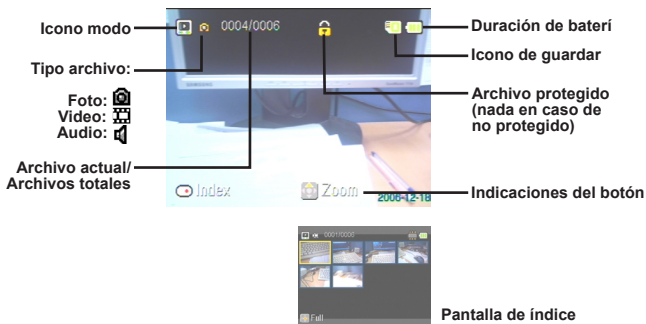 Icono modo
Tipo archivo:
Foto:
Video:
Audio:
Archivo actual/
Archivos totales
0004/0006
SAMSUNG
Index
Zoom
2006-12-18
Duración de baterí
Icono de guardar
Archivo protegido
(nada en caso de
no protegido)
Indicaciones del botón
0001/0000
Full
Pantalla de índice